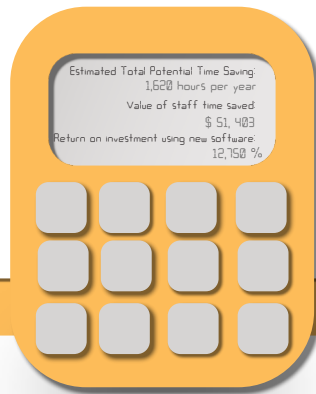 Estimated Total Potential Time Saving:
1,620 hours per year
Value of staff time saved:
$ 51, 403
Return on investment using new software:
12,750 %